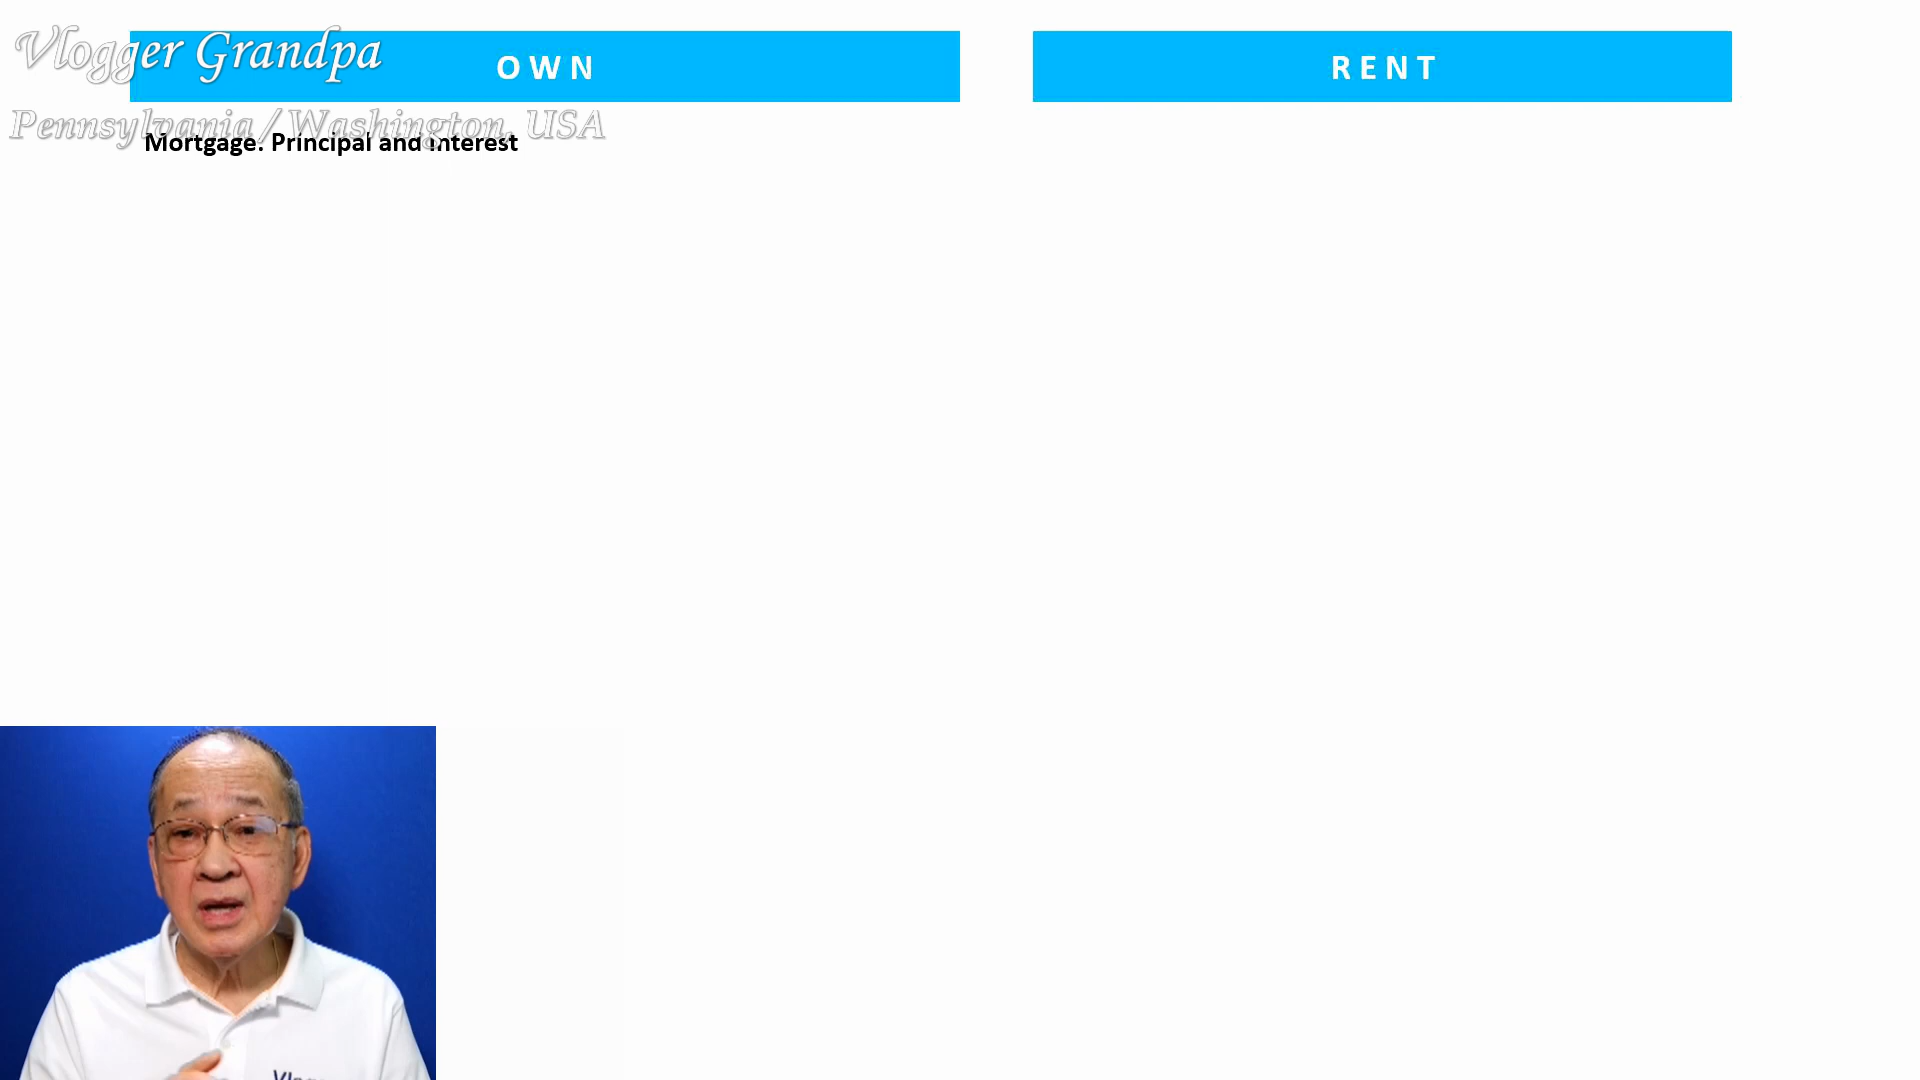 Vlogger Grandpa
OWN
RENT
Pennsylvania / Washington, USA
Mortgage: Principal and Interest